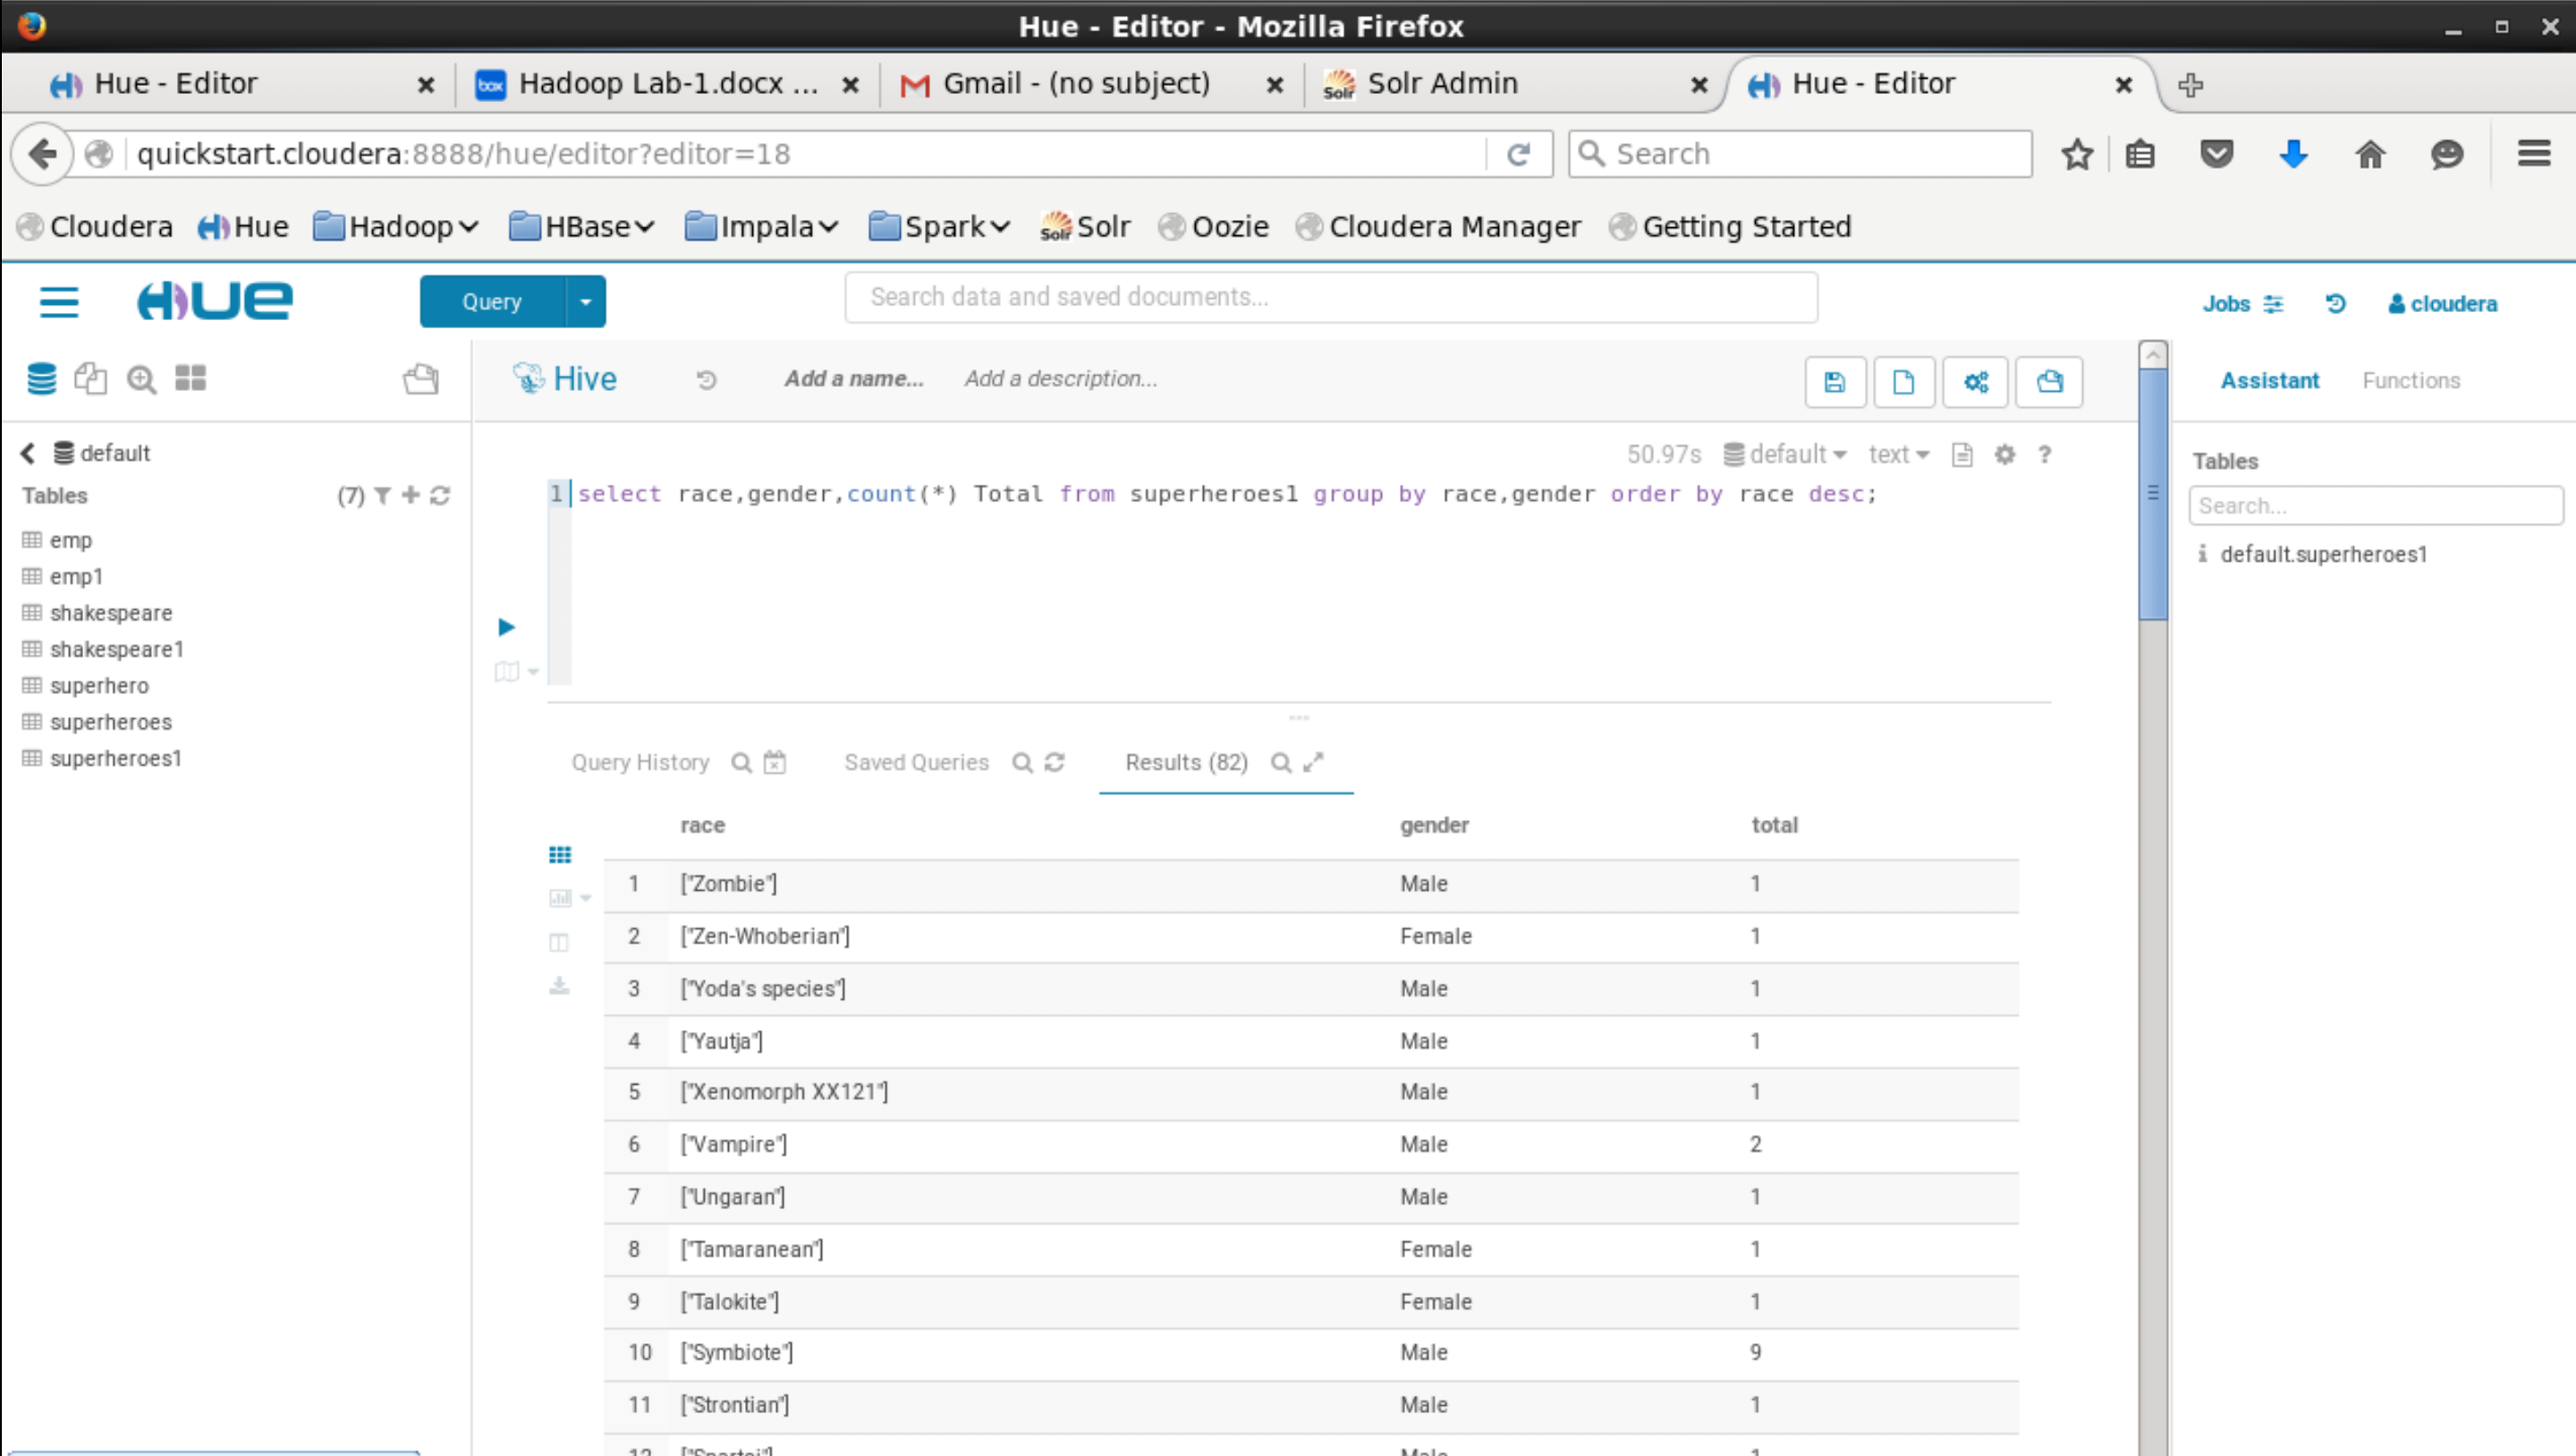 Hue - Editor - Mozilla Firefox
Hue - Editor
Hadoop Lab-1.docx ...
Gmail - (no subject)
Solr Admin
Hue - Editor
quickstart.cloudera:8888/hue/editor?editor=18
Search
Cloudera
Hue
Hadoop
HBase
Impala
Spark
Solr
Oozie
Cloudera Manager
Getting Started
HUE
Query
Search data and saved documents...
Jobs
cloudera
Hive
Add a name...
Add a description...
Assistant
Functions
default
Tables (7)
emp
emp1
shakespeare
shakespeare1
superhero
superheroes
superheroes1
50.97s default text ?
1 select race,gender,count(*) Total from superheroes1 group by race,gender order by race desc;
Tables
Search...
default.superheroes1
Query History
Saved Queries
Results (82)
race gender total
1 ["Zombie"] Male 1
2 ["Zen-Whoberian"] Female 1
3 ["Yoda's species"] Male 1
4 ["Yautja"] Male 1
5 ["Xenomorph XX121"] Male 1
6 ["Vampire"] Male 2
7 ["Ungaran"] Male 1
8 ["Tamaranean"] Female 1
9 ["Talokite"] Female 1
10 ["Symbiote"] Male 9
11 ["Strontian"] Male 1